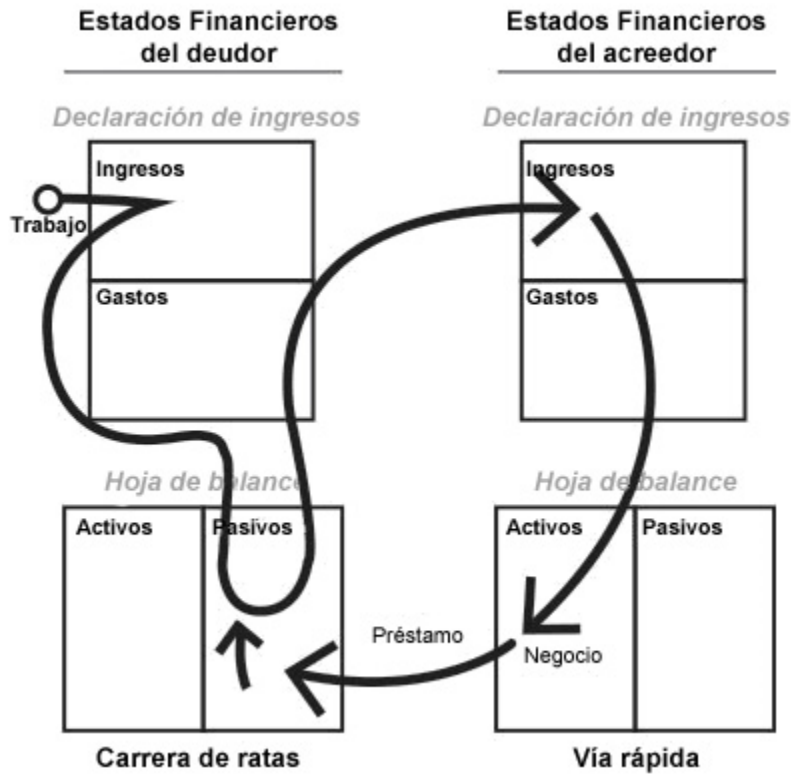 Estados Financieros
del deudor
Estados Financieros
del acreedor
Declaración de ingresos
Declaración de ingresos
Ingresos
Ingresos
Trabajo
Gastos
Gastos
Hoja de balance
Hoja de balance
Activos
Pasivos
Activos
Pasivos
Préstamo
Negocio
Carrera de ratas
Vía rápida